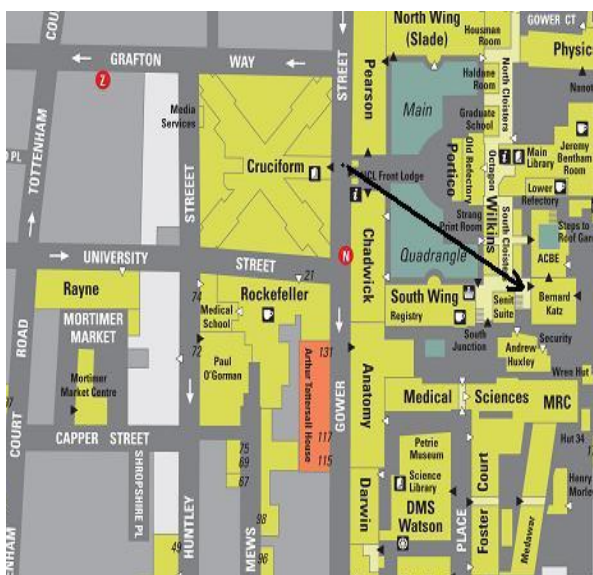 COU
GRAFTON
WAY
Z
TOTTENHAM
Media
Services
STREET
Cruciform
UCL Front Lodge
STREET
Pearson
North Wing
(Slade)
Housman
Room
GOWER CT
Physic
Haldane
Room
Main
Graduate
School
North Cloisters
Old Refectory
Portico
Octagon
Wilkins
Main
Library
Jeremy
Bentham
Room
Lower
Refectory
Strang
Print Room
South Cloisters
Steps to
Roof Gar
ACBE
Quadrangle
Chadwick
UNIVERSITY
STREET
N
21
Rayne
MORTIMER
MARKET
74
Rockefeller
Medical
School
72
Paul
O'Gorman
131
Arthur Tattersall House
117
115
GOWER
South Wing
Registry
Senit
Suite
Bernard
Katz
South
Junction
Security
Andrew
Huxley
Wren Hut
Anatomy
Medical
Sciences
MRC
ROAD
Mortimer
Market Centre
COURT
CAPPER STREET
SHROPSHIRE PL
HUNTLEY
75
69
67
98
96
49
MEWS
Petrie
Museum
Science
Library
DMS
Watson
Darwin
PLACE
Court
Foster
Hut 34
Henry
Morle
Medawar
ENHAM